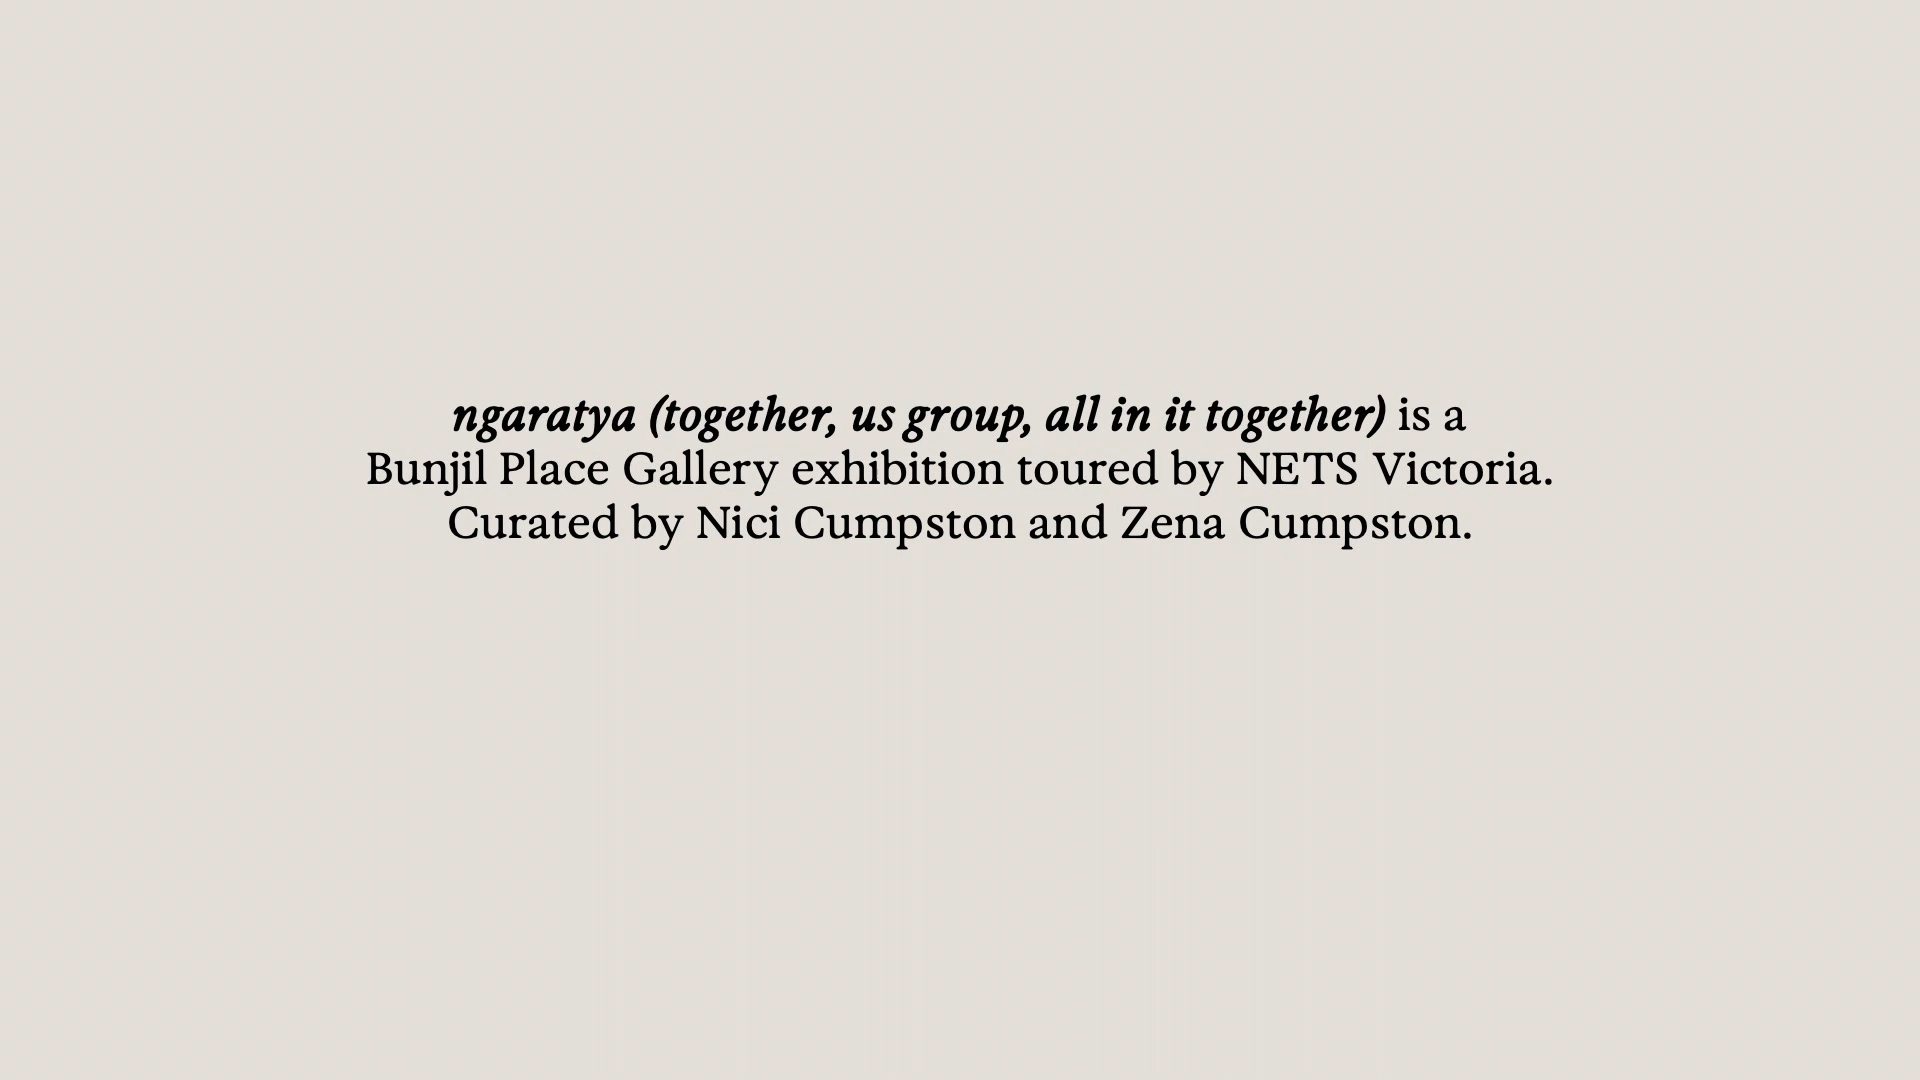 ngaratya (together, us group, all in it together) is a
Bunjil Place Gallery exhibition toured by NETS Victoria.
Curated by Nici Cumpston and Zena Cumpston.